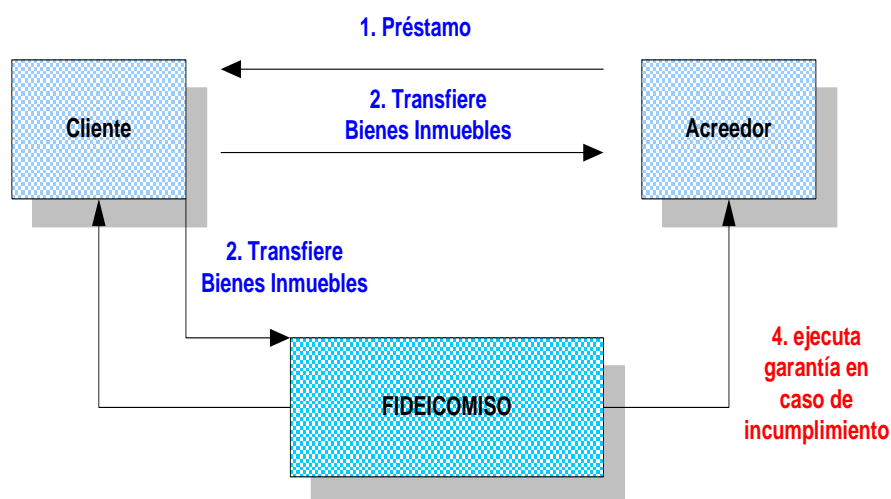 1. Préstamo
2. Transfiere
Bienes Inmuebles
Cliente
Acreedor
2. Transfiere
Bienes Inmuebles
4. ejecuta
garantía en
caso de
incumplimiento
FIDEICOMISO